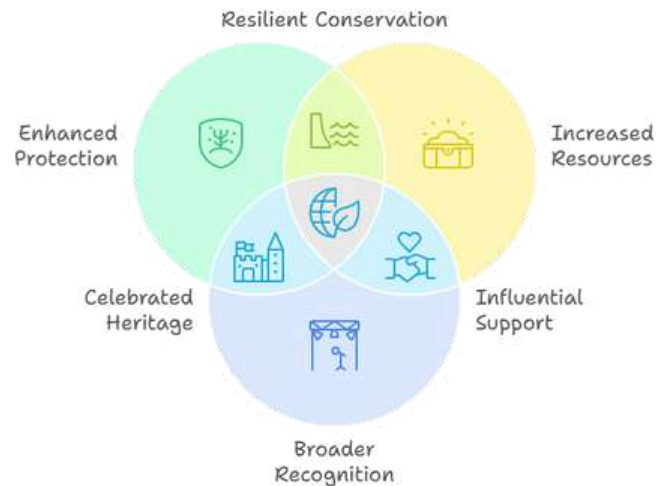 Resilient Conservation
Enhanced
Protection
Increased
Resources
Celebrated
Heritage
Influential
Support
Broader
Recognition